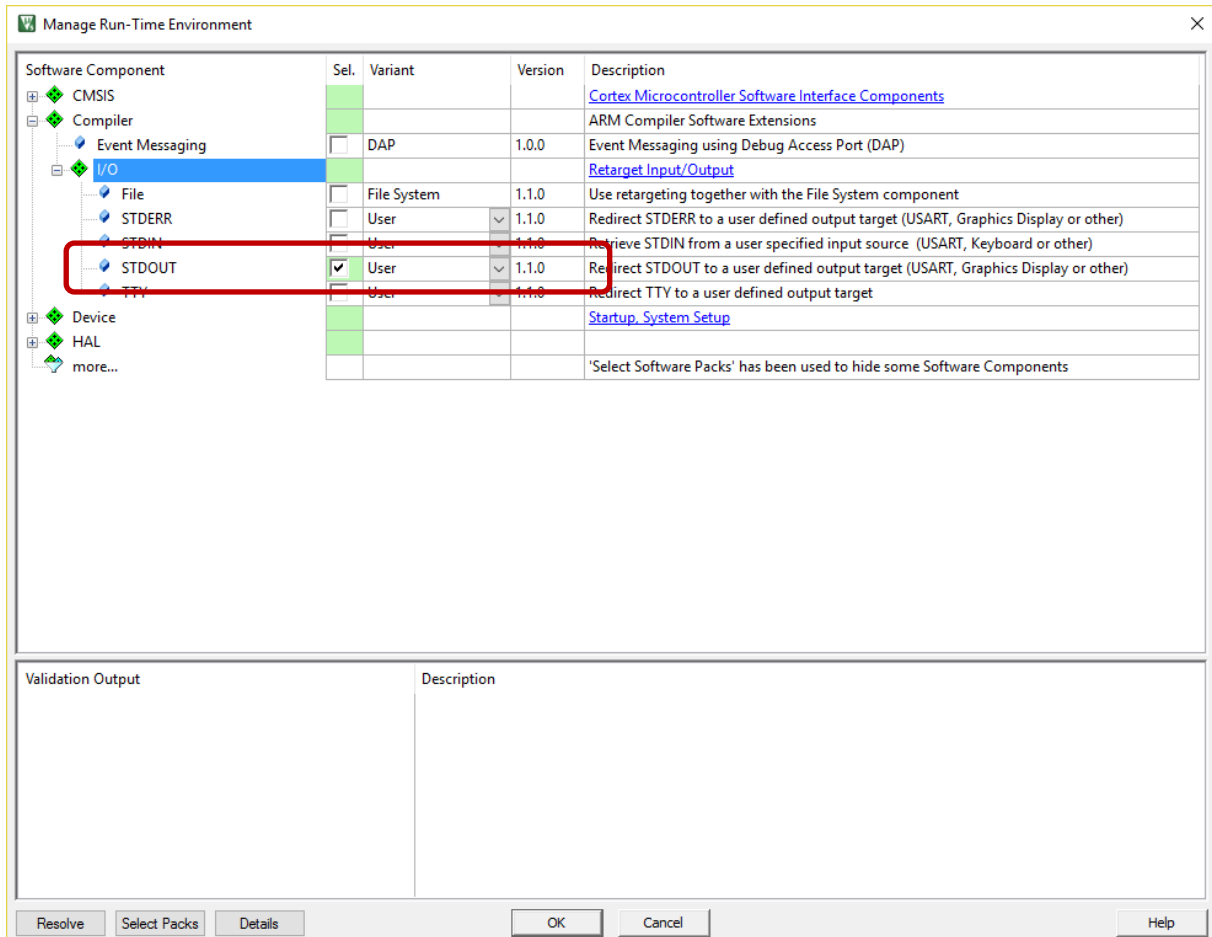 Manage Run-Time Environment
Software Component Sel. Variant Version Description
CMSIS Cortex Microcontroller Software Interface Components
Compiler ARM Compiler Software Extensions
Event Messaging DAP 1.0.0 Event Messaging using Debug Access Port (DAP)
I/O Retarget Input/Output
File File System 1.1.0 Use retargeting together with the File System component
STDERR User 1.1.0 Redirect STDERR to a user defined output target (USART, Graphics Display or other)
STDIN User 1.1.0 Retrieve STDIN from a user specified input source (USART, Keyboard or other)
STDOUT User 1.1.0 Redirect STDOUT to a user defined output target (USART, Graphics Display or other)
TTY User 1.1.0 Redirect TTY to a user defined output target
Device Startup, System Setup
HAL
more... 'Select Software Packs' has been used to hide some Software Components
Validation Output Description
Resolve Select Packs Details OK Cancel Help